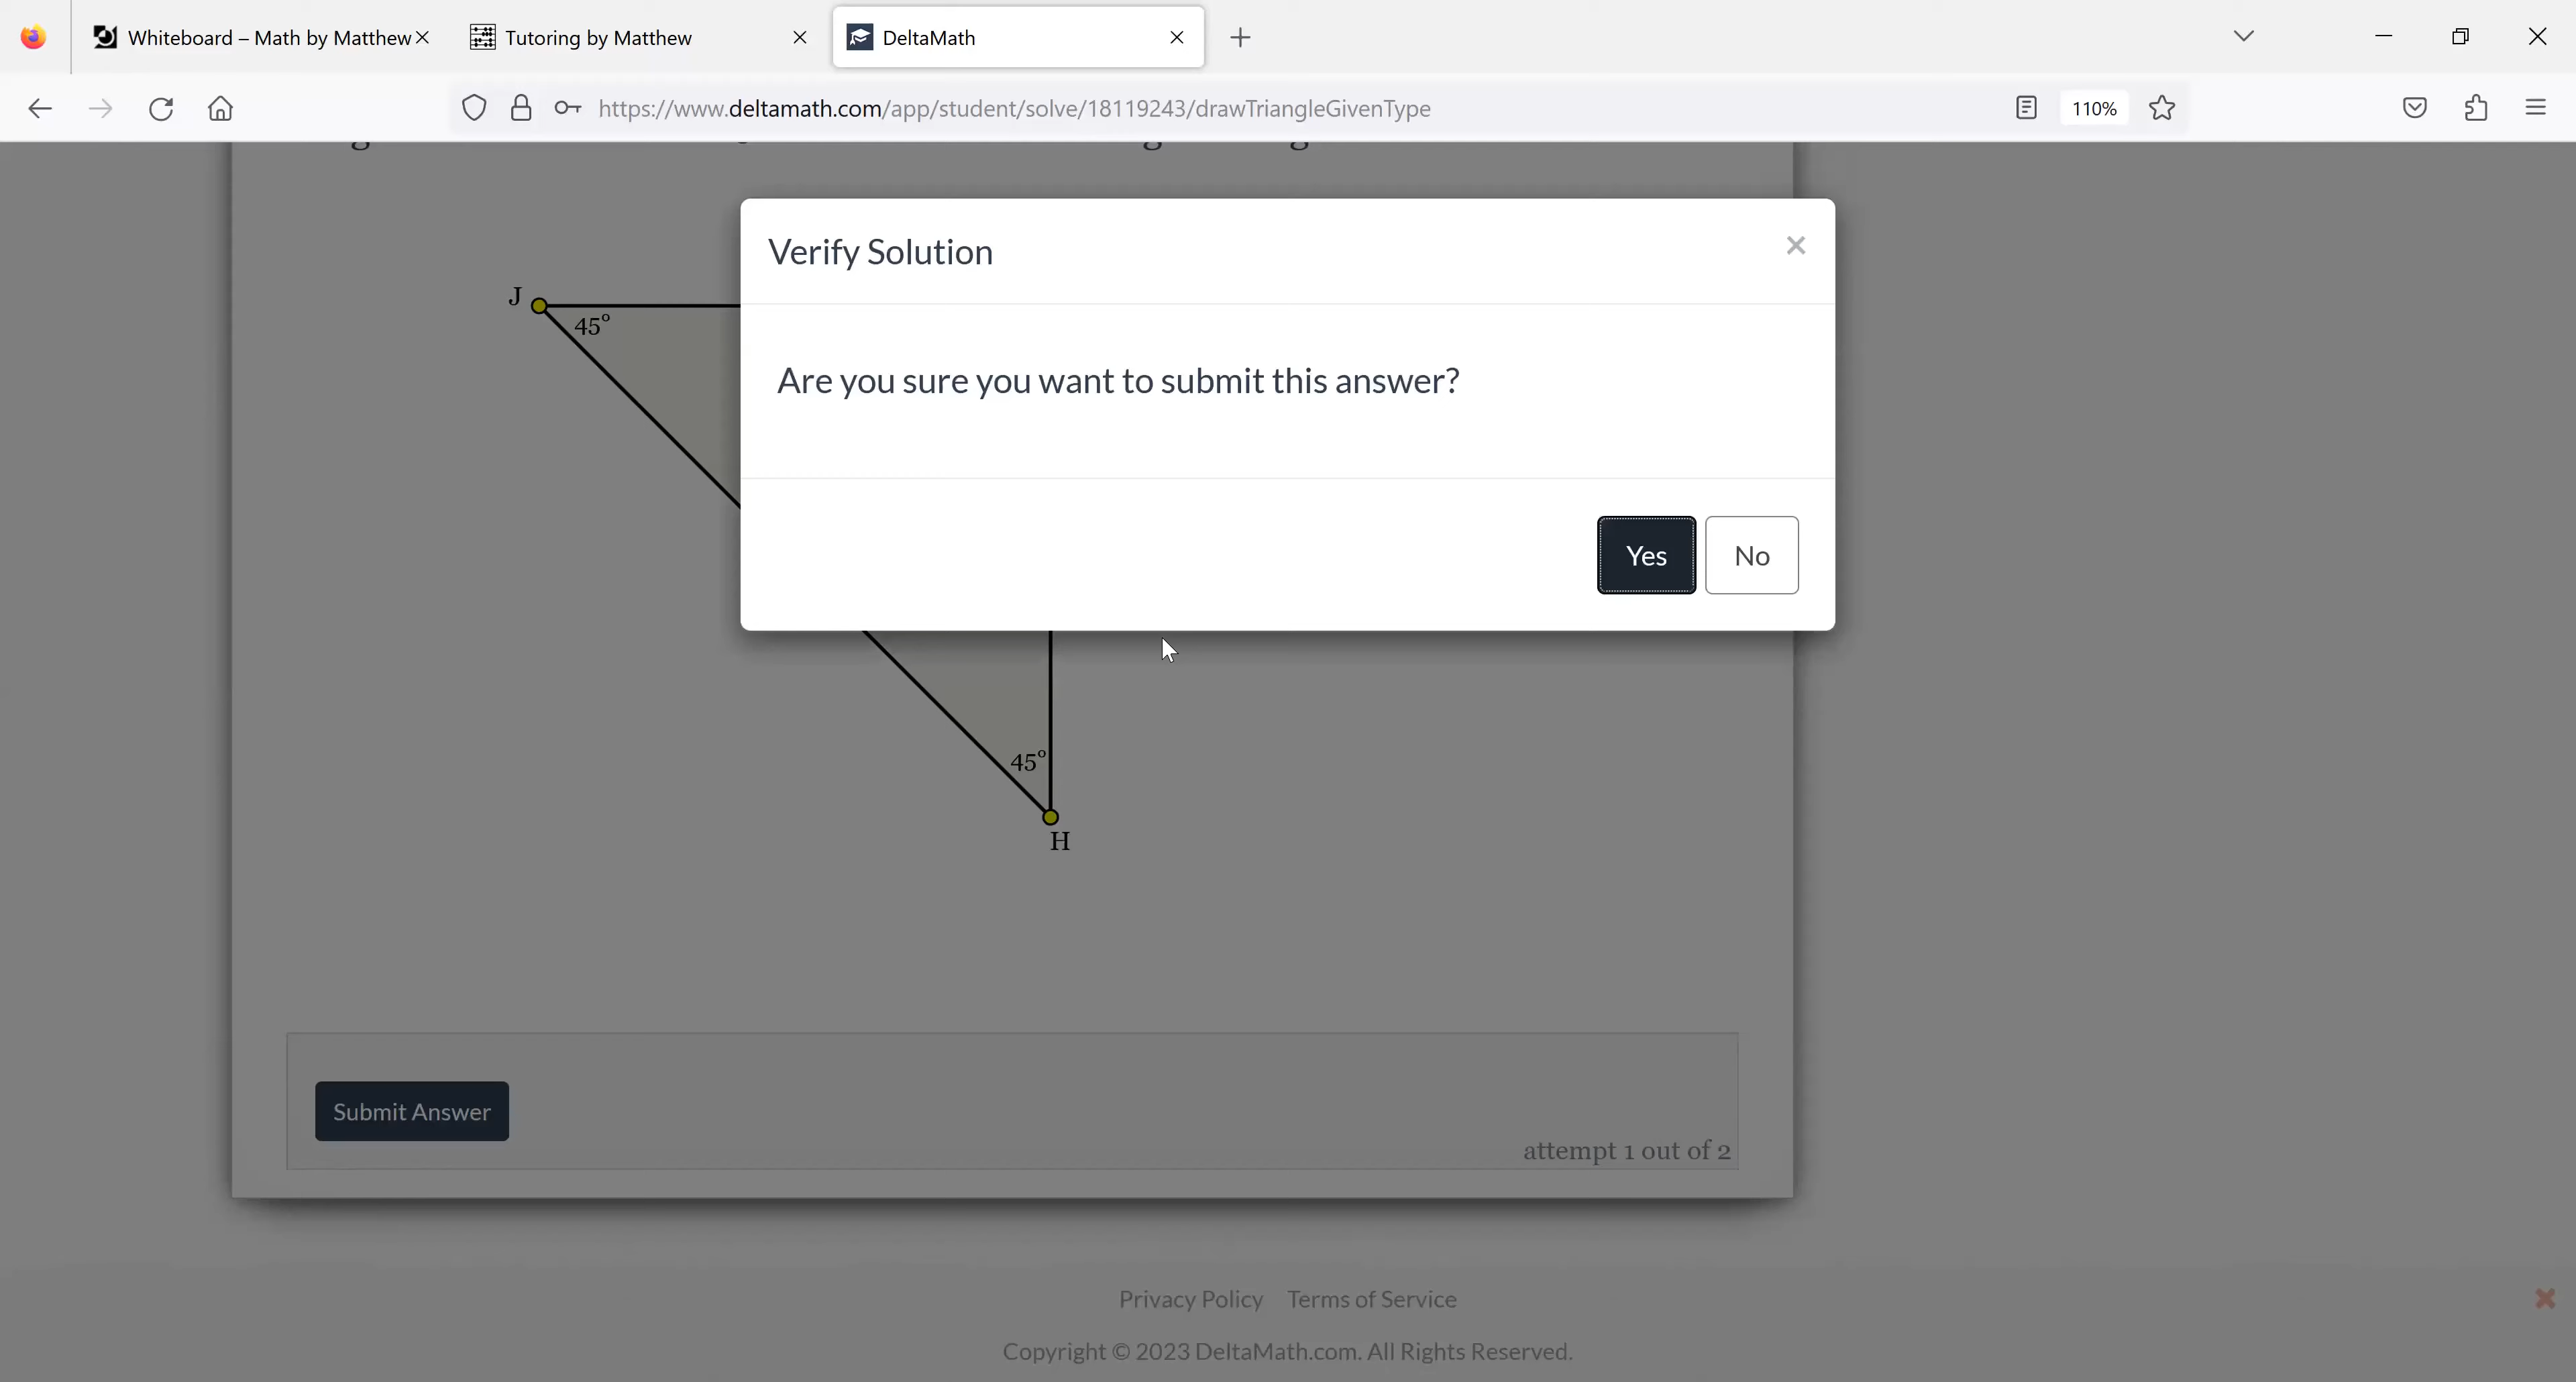 Whiteboard – Math by Matthew
Tutoring by Matthew
DeltaMath
https://www.deltamath.com/app/student/solve/18119243/drawTriangleGivenType
110%
Verify Solution
Are you sure you want to submit this answer?
Yes
No
J
45°
45°
H
Submit Answer
attempt 1 out of 2
Privacy Policy Terms of Service
Copyright © 2023 DeltaMath.com. All Rights Reserved.